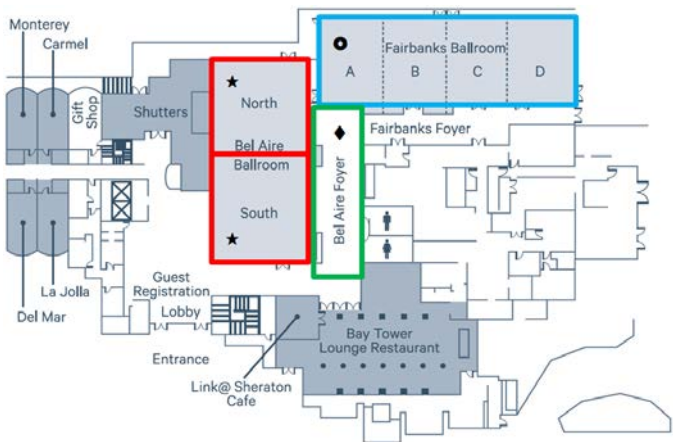 Monterey
Carmel
Gift
Shop
Shutters
North
Bel Aire
Ballroom
South
Fairbanks Ballroom
A
B
C
D
Fairbanks Foyer
Bel Aire Foyer
La Jolla
Del Mar
Guest
Registration
Lobby
Entrance
Bay Tower
Lounge Restaurant
Link@ Sheraton
Cafe